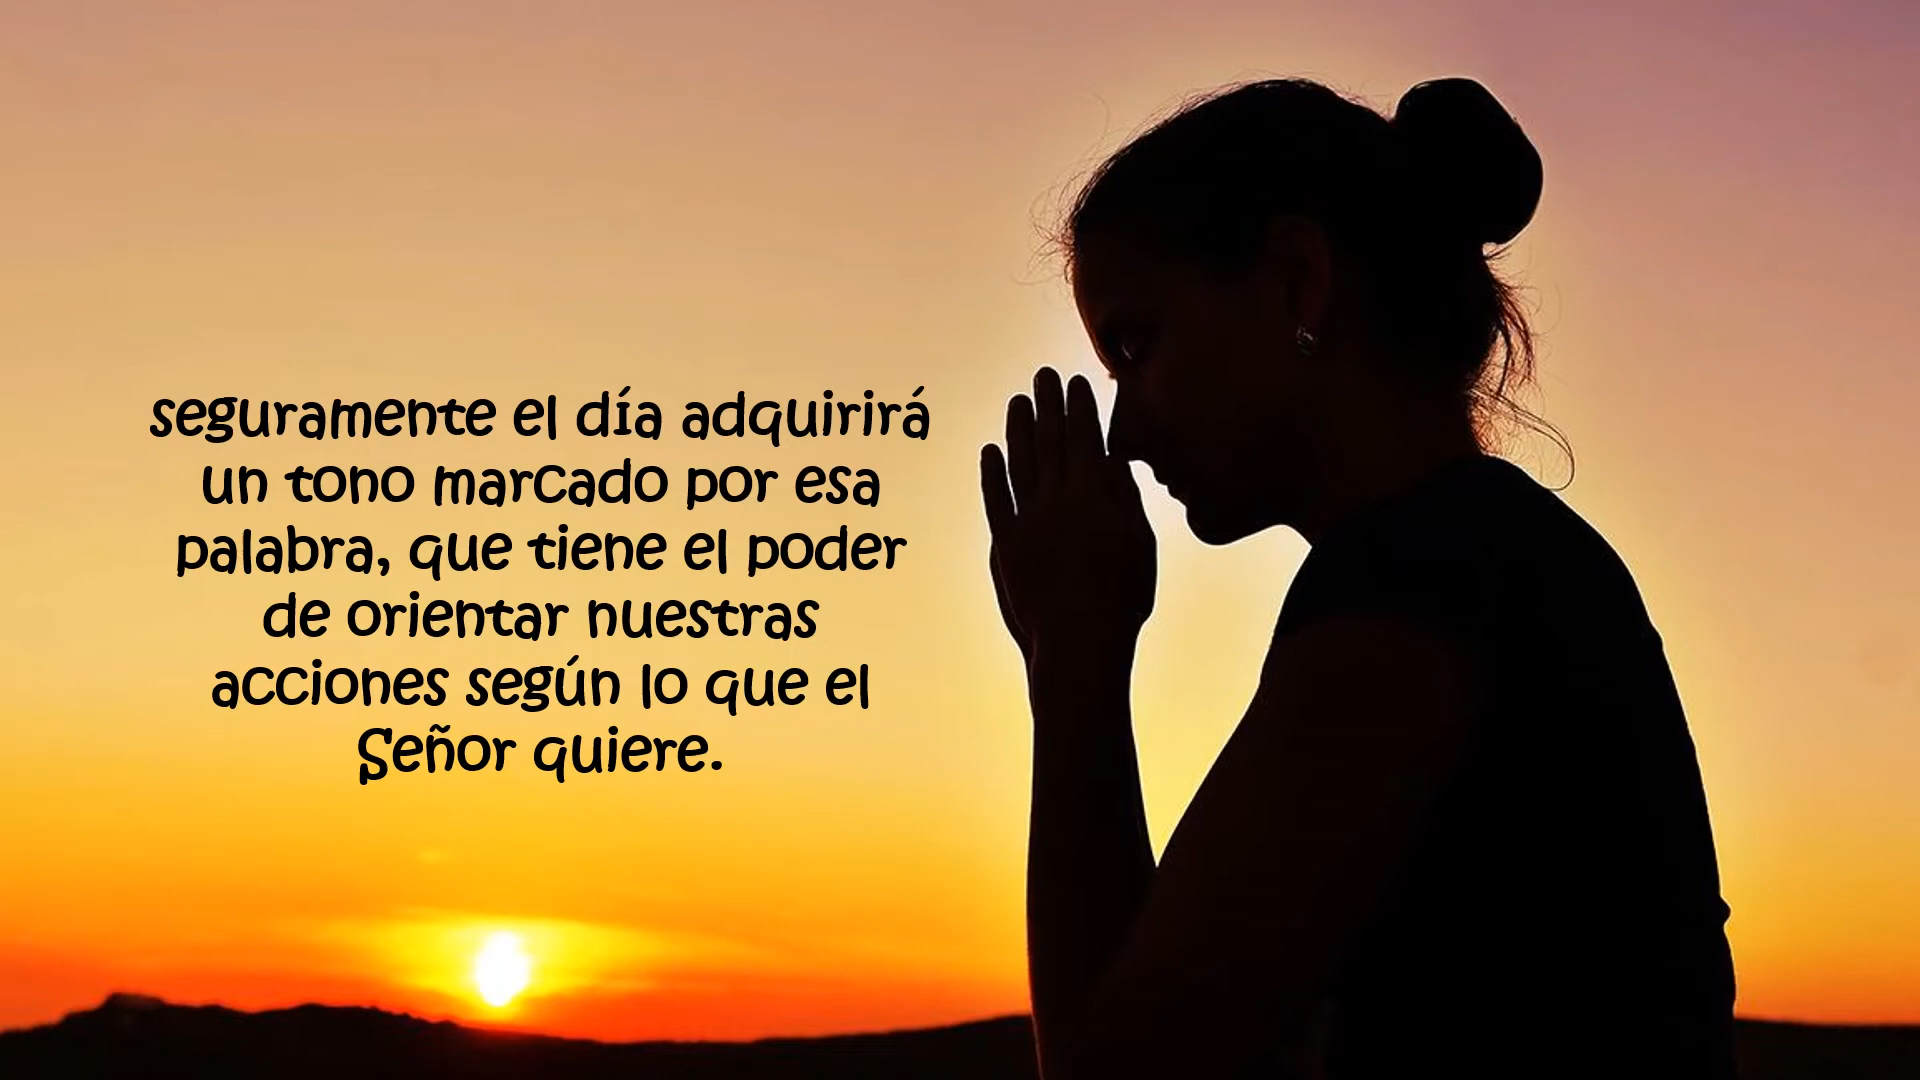 seguramente el día adquirirá
un tono marcado por esa
palabra, que tiene el poder
de orientar nuestras
acciones según lo que el
Señor quiere.